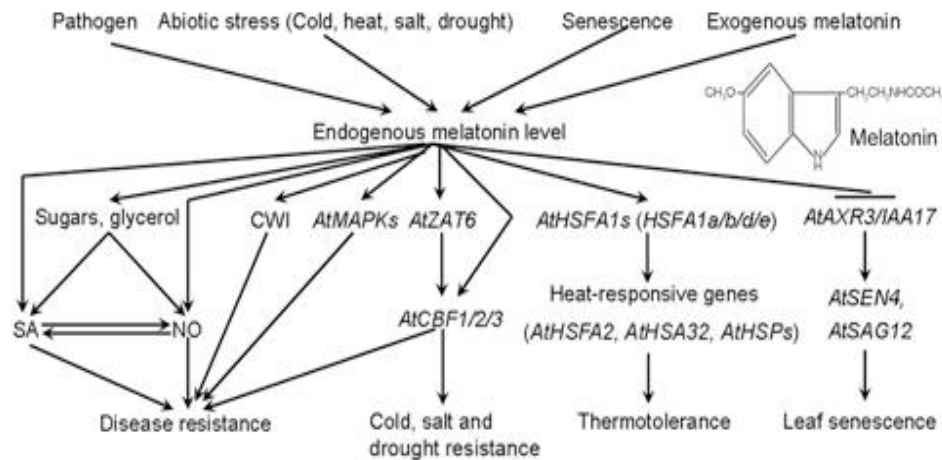 Pathogen Abiotic stress (Cold, heat, salt, drought) Senescence Exogenous melatonin
CH₃O CH₂CH₂NHCOCH₃
N
H
Melatonin
Endogenous melatonin level
Sugars, glycerol CWI AtMAPKs AtZAT6 AtHSFA1s (HSFA1a/b/d/e) AtAXR3/IAA17
Heat-responsive genes AtSEN4,
SA NO AtCBF1/2/3 (AtHSFA2, AtHSA32, AtHSPs) AtSAG12
Disease resistance Cold, salt and Thermotolerance Leaf senescence
drought resistance